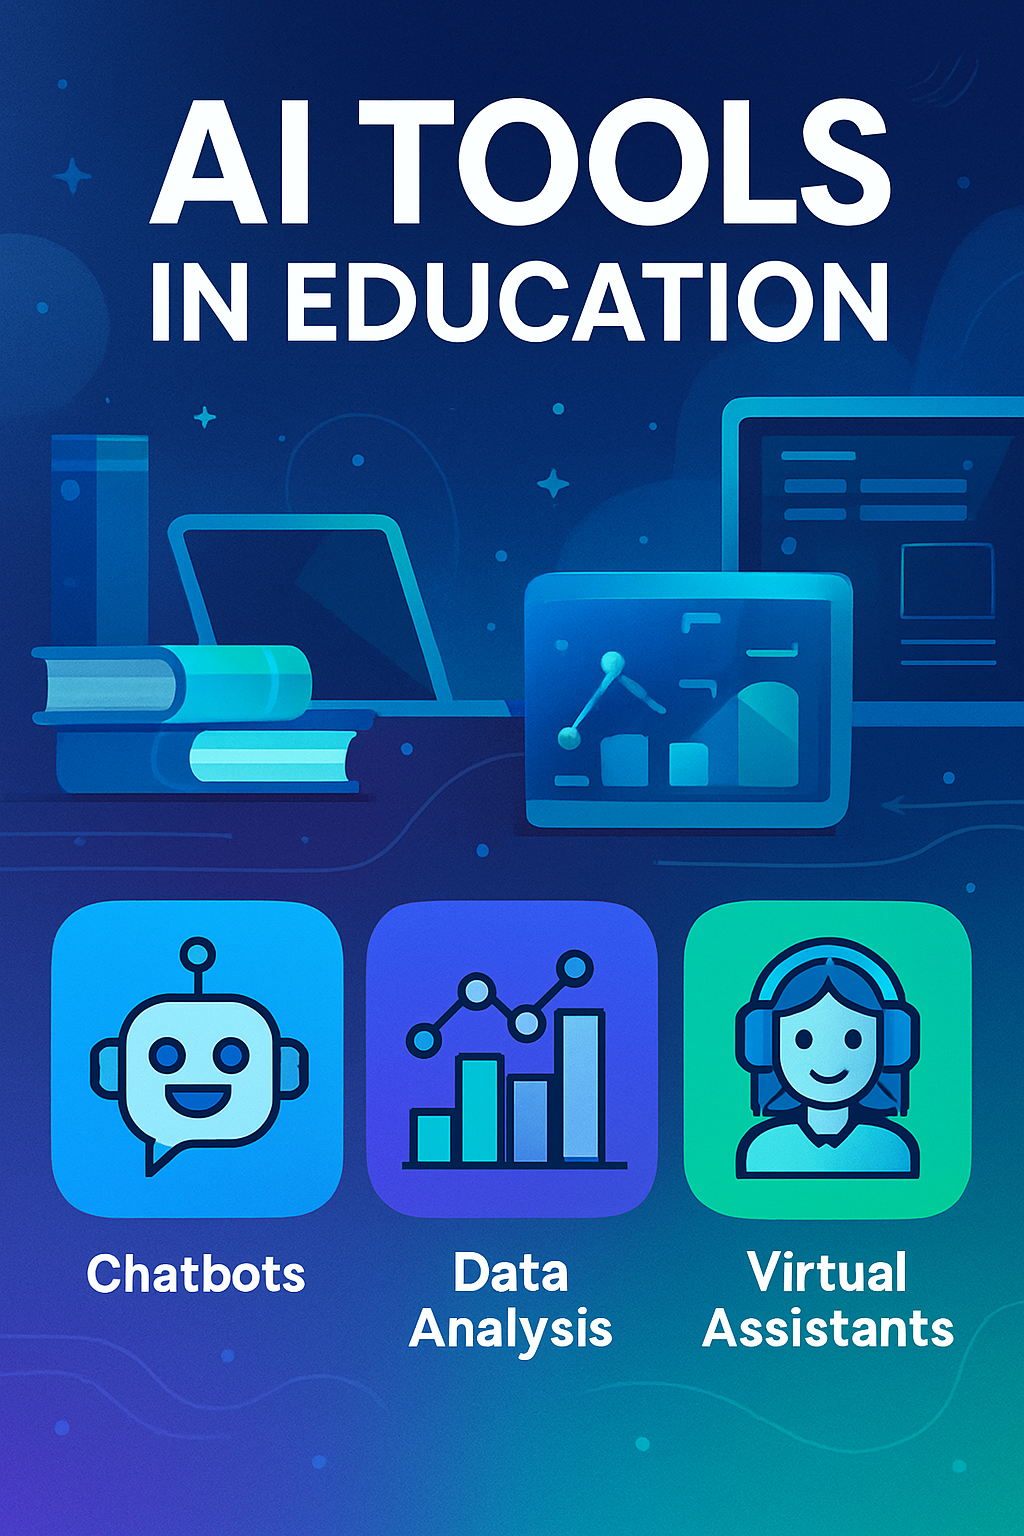 AI TOOLS
IN EDUCATION
Chatbots
Data
Analysis
Virtual
Assistants